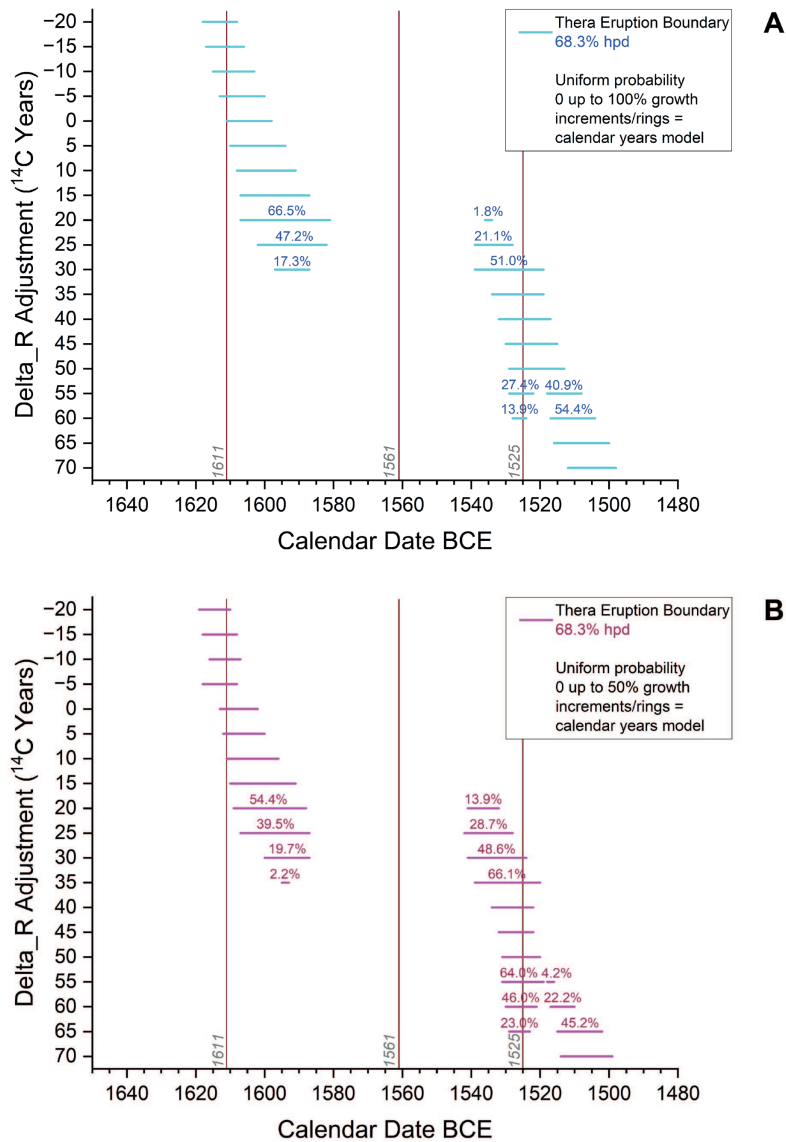 A
Thera Eruption Boundary
68.3% hpd
Uniform probability
0 up to 100% growth
increments/rings =
calendar years model
Delta_R Adjustment (¹⁴C Years)
−20
−15
−10
−5
0
5
10
15
20
25
30
35
40
45
50
55
60
65
70
66.5% 1.8%
47.2% 21.1%
17.3% 51.0%
27.4% 40.9%
13.9% 54.4%
1611 1561 1525
1640 1620 1600 1580 1560 1540 1520 1500 1480
Calendar Date BCE
B
Thera Eruption Boundary
68.3% hpd
Uniform probability
0 up to 50% growth
increments/rings =
calendar years model
Delta_R Adjustment (¹⁴C Years)
−20
−15
−10
−5
0
5
10
15
20
25
30
35
40
45
50
55
60
65
70
54.4% 13.9%
39.5% 28.7%
19.7% 48.6%
2.2% 66.1%
64.0% 4.2%
46.0% 22.2%
23.0% 45.2%
1611 1561 1525
1640 1620 1600 1580 1560 1540 1520 1500 1480
Calendar Date BCE